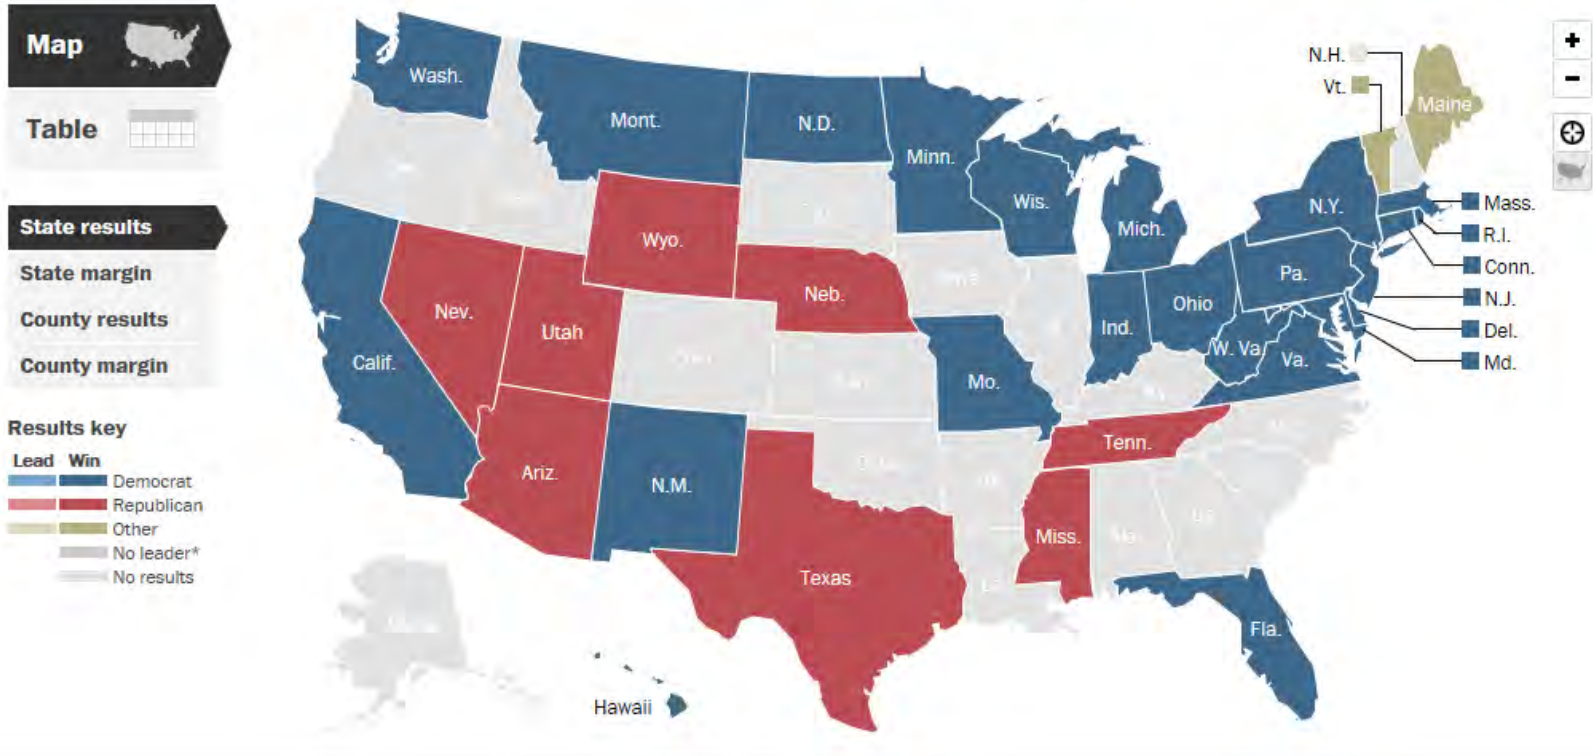 Map
Table
State results
State margin
County results
County margin
Results key
Lead Win
Democrat
Republican
Other
No leader*
No results
Wash.
Mont.
N.D.
Minn.
Wis.
Mich.
N.Y.
N.H.
Vt.
Maine
Mass.
R.I.
Conn.
N.J.
Del.
Md.
Wyo.
Neb.
Nev.
Utah
Calif.
Ind.
Ohio
Pa.
W. Va.
Va.
Mo.
Ariz.
N.M.
Tenn.
Miss.
Texas
Fla.
Hawaii